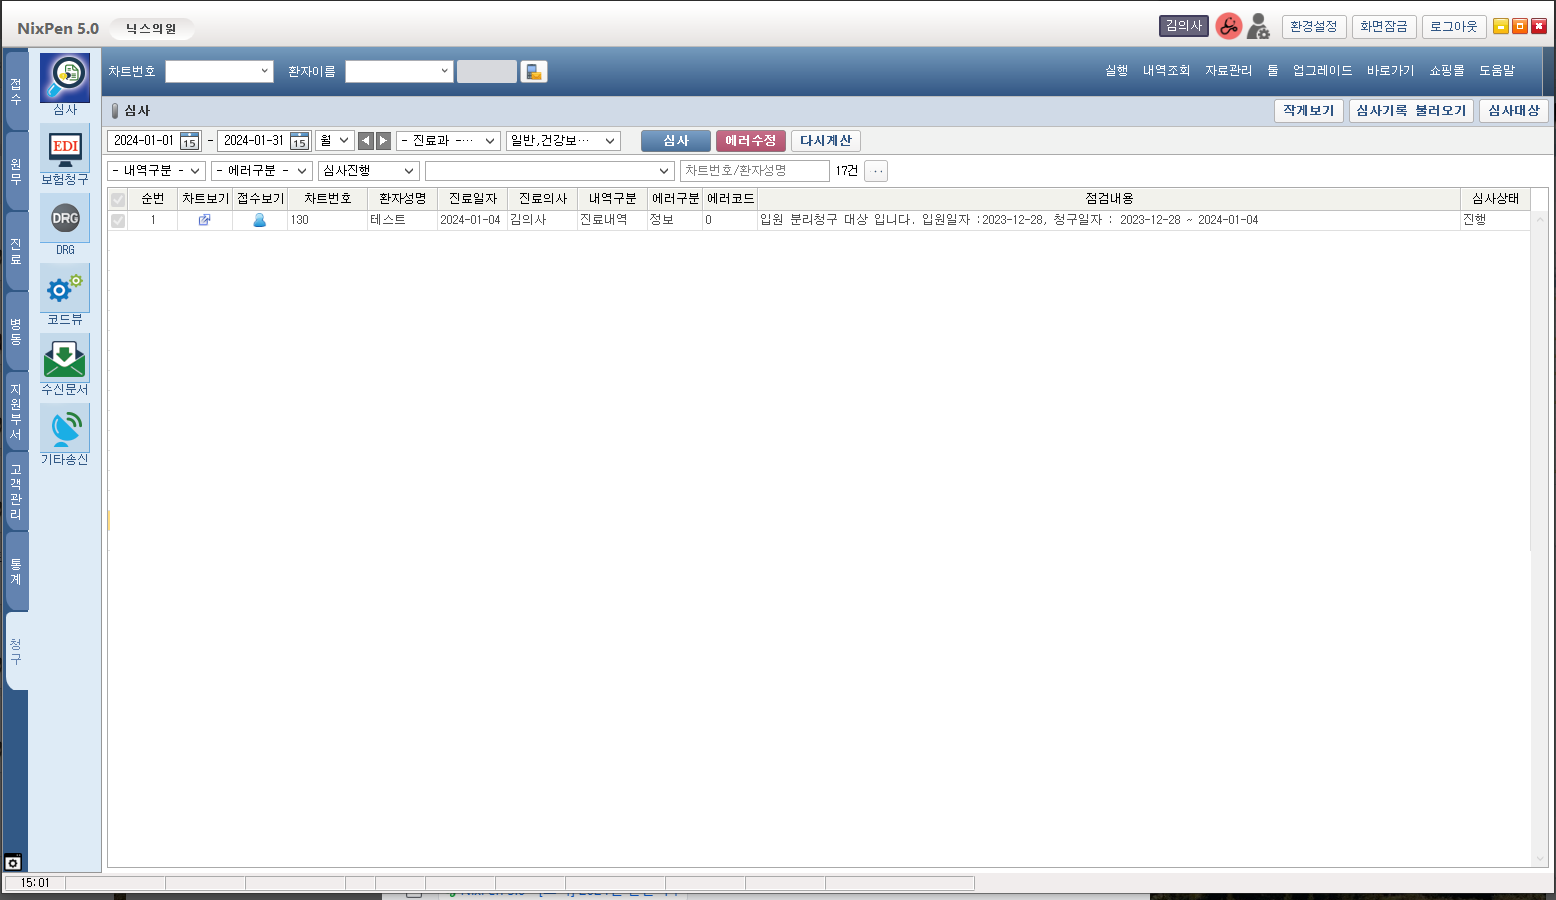 NixPen 5.0 닉스의원 김의사 환경설정 화면잠금 로그아웃
차트번호 환자이름 실행 내역조회 자료관리 툴 업그레이드 바로가기 쇼핑몰 도움말
심사 작게보기 심사기록 불러오기 심사대상
2024-01-01 15 - 2024-01-31 15 월 - 진료과 -··· 일반,건강보··· 심사 에러수정 다시계산
- 내역구분 - - 에러구분 - 심사진행 차트번호/환자성명 17건 ··
순번 차트보기 접수보기 차트번호 환자성명 진료일자 진료의사 내역구분 에러구분 에러코드 점검내용 심사상태
1 130 테스트 2024-01-04 김의사 진료내역 정보 0 입원 분리청구 대상 입니다. 입원일자 :2023-12-28, 청구일자 : 2023-12-28 ~ 2024-01-04 진행
접수
원무
진료
병동
지원부서
고객관리
통계
청구
심사
EDI
보험청구
DRG
DRG
코드뷰
수신문서
기타송신
15:01